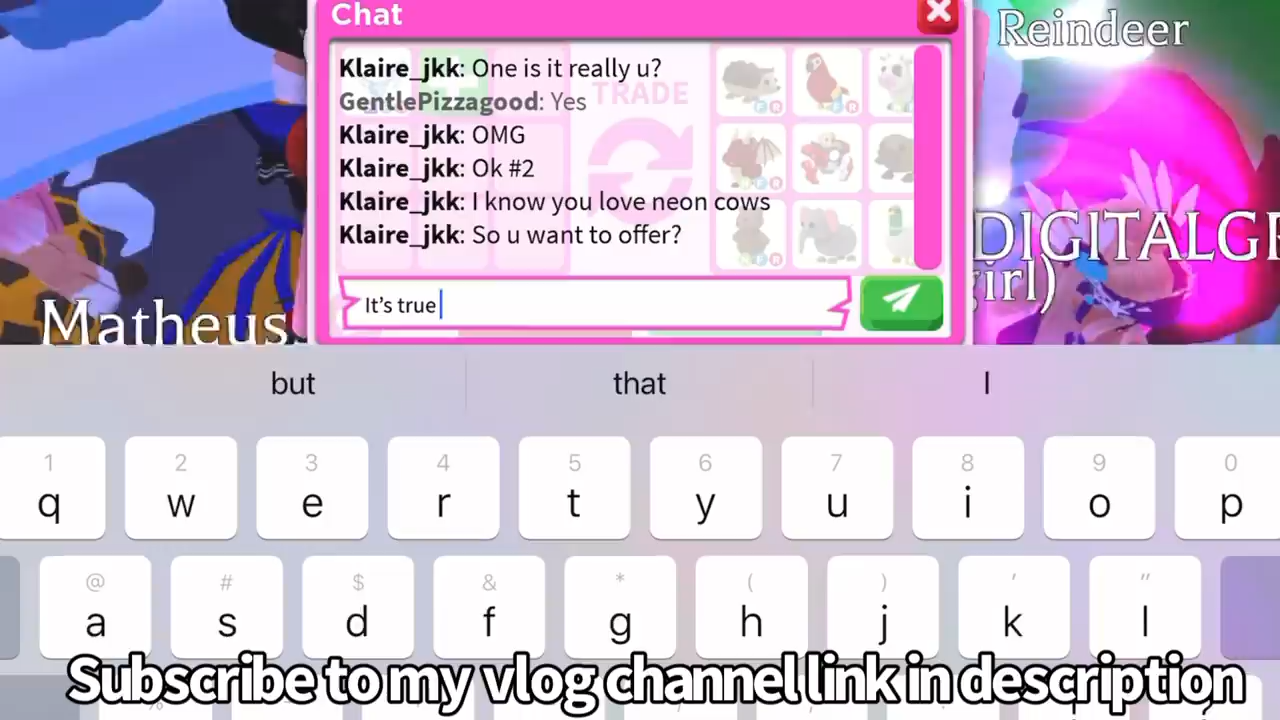 Chat
Reindeer
Klaire_jkk: One is it really u?
TRADE
GentlePizzagood: Yes
Klaire_jkk: OMG
Klaire_jkk: Ok #2
Klaire_jkk: I know you love neon cows
Klaire_jkk: So u want to offer?
DIGITALGR
girl)
It’s true
Matheus
but that I
1 2 3 4 5 6 7 8 9 0
q w e r t y u i o p
@ # $ & * ( ) ' "
a s d f g h j k l
Subscribe to my vlog channel link in description